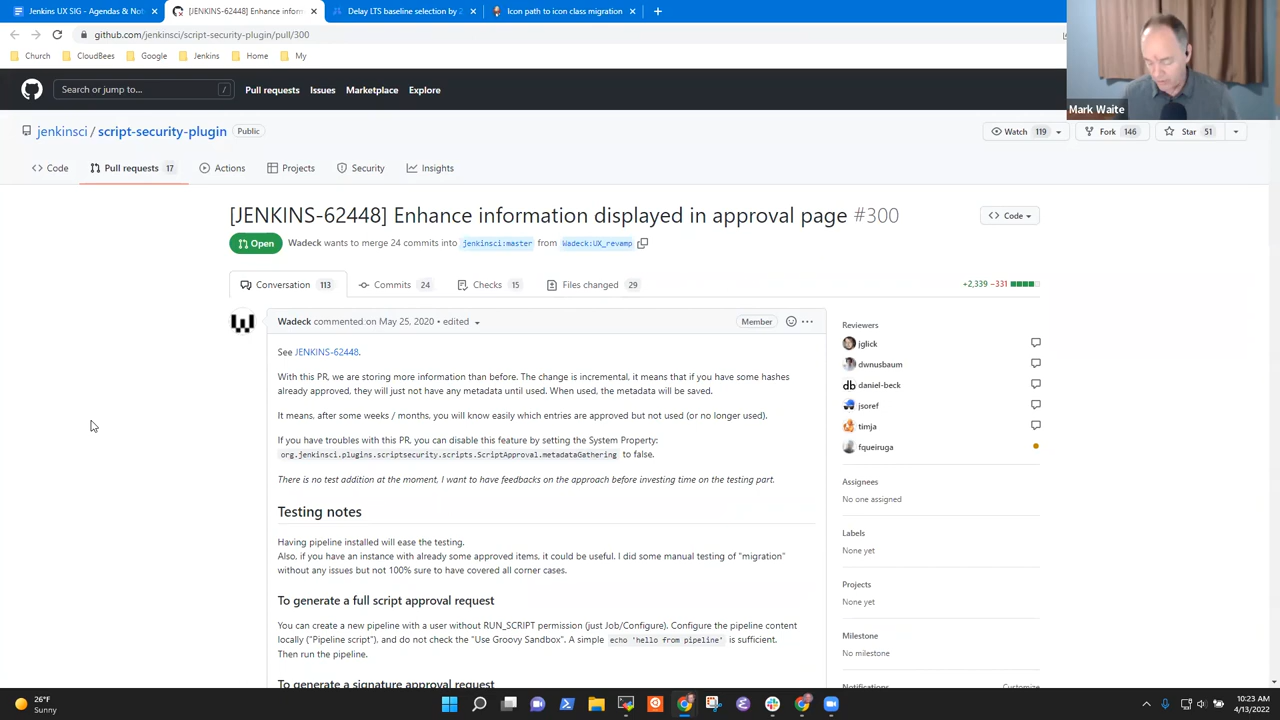 Jenkins UX SIG - Agendas & Not
[JENKINS-62448] Enhance inform
Delay LTS baseline selection by 2
Icon path to icon class migration
github.com/jenkinsci/script-security-plugin/pull/300
Church
CloudBees
Google
Jenkins
Home
My
Mark Waite
Search or jump to...
/
Pull requests
Issues
Marketplace
Explore
jenkinsci / script-security-plugin
Public
Watch 119
Fork 146
Star 51
Code
Pull requests 17
Actions
Projects
Security
Insights
[JENKINS-62448] Enhance information displayed in approval page #300
Code
Open
Wadeck wants to merge 24 commits into jenkinsci:master from Wadeck:UX_revamp
Conversation 113
Commits 24
Checks 15
Files changed 29
+2,339 −331
Wadeck commented on May 25, 2020 • edited
Member
See JENKINS-62448.
With this PR, we are storing more information than before. The change is incremental, it means that if you have some hashes
already approved, they will just not have any metadata until used. When used, the metadata will be saved.
It means, after some weeks / months, you will know easily which entries are approved but not used (or no longer used).
If you have troubles with this PR, you can disable this feature by setting the System Property:
org.jenkinsci.plugins.scriptsecurity.scripts.ScriptApproval.metadataGathering to false.
There is no test addition at the moment. I want to have feedbacks on the approach before investing time on the testing part.
Testing notes
Having pipeline installed will ease the testing.
Also, if you have an instance with already some approved items, it could be useful. I did some manual testing of "migration"
without any issues but not 100% sure to have covered all corner cases.
To generate a full script approval request
You can create a new pipeline with a user without RUN_SCRIPT permission (just Job/Configure). Configure the pipeline content
locally ("Pipeline script"), and do not check the "Use Groovy Sandbox". A simple echo 'hello from pipeline' is sufficient.
Then run the pipeline.
To generate a signature approval request
Reviewers
jglick
dwnusbaum
db daniel-beck
jsoref
timja
fqueiruga
Assignees
No one assigned
Labels
None yet
Projects
None yet
Milestone
No milestone
Notifications
Customize
26°F
Sunny
10:23 AM
4/13/2022